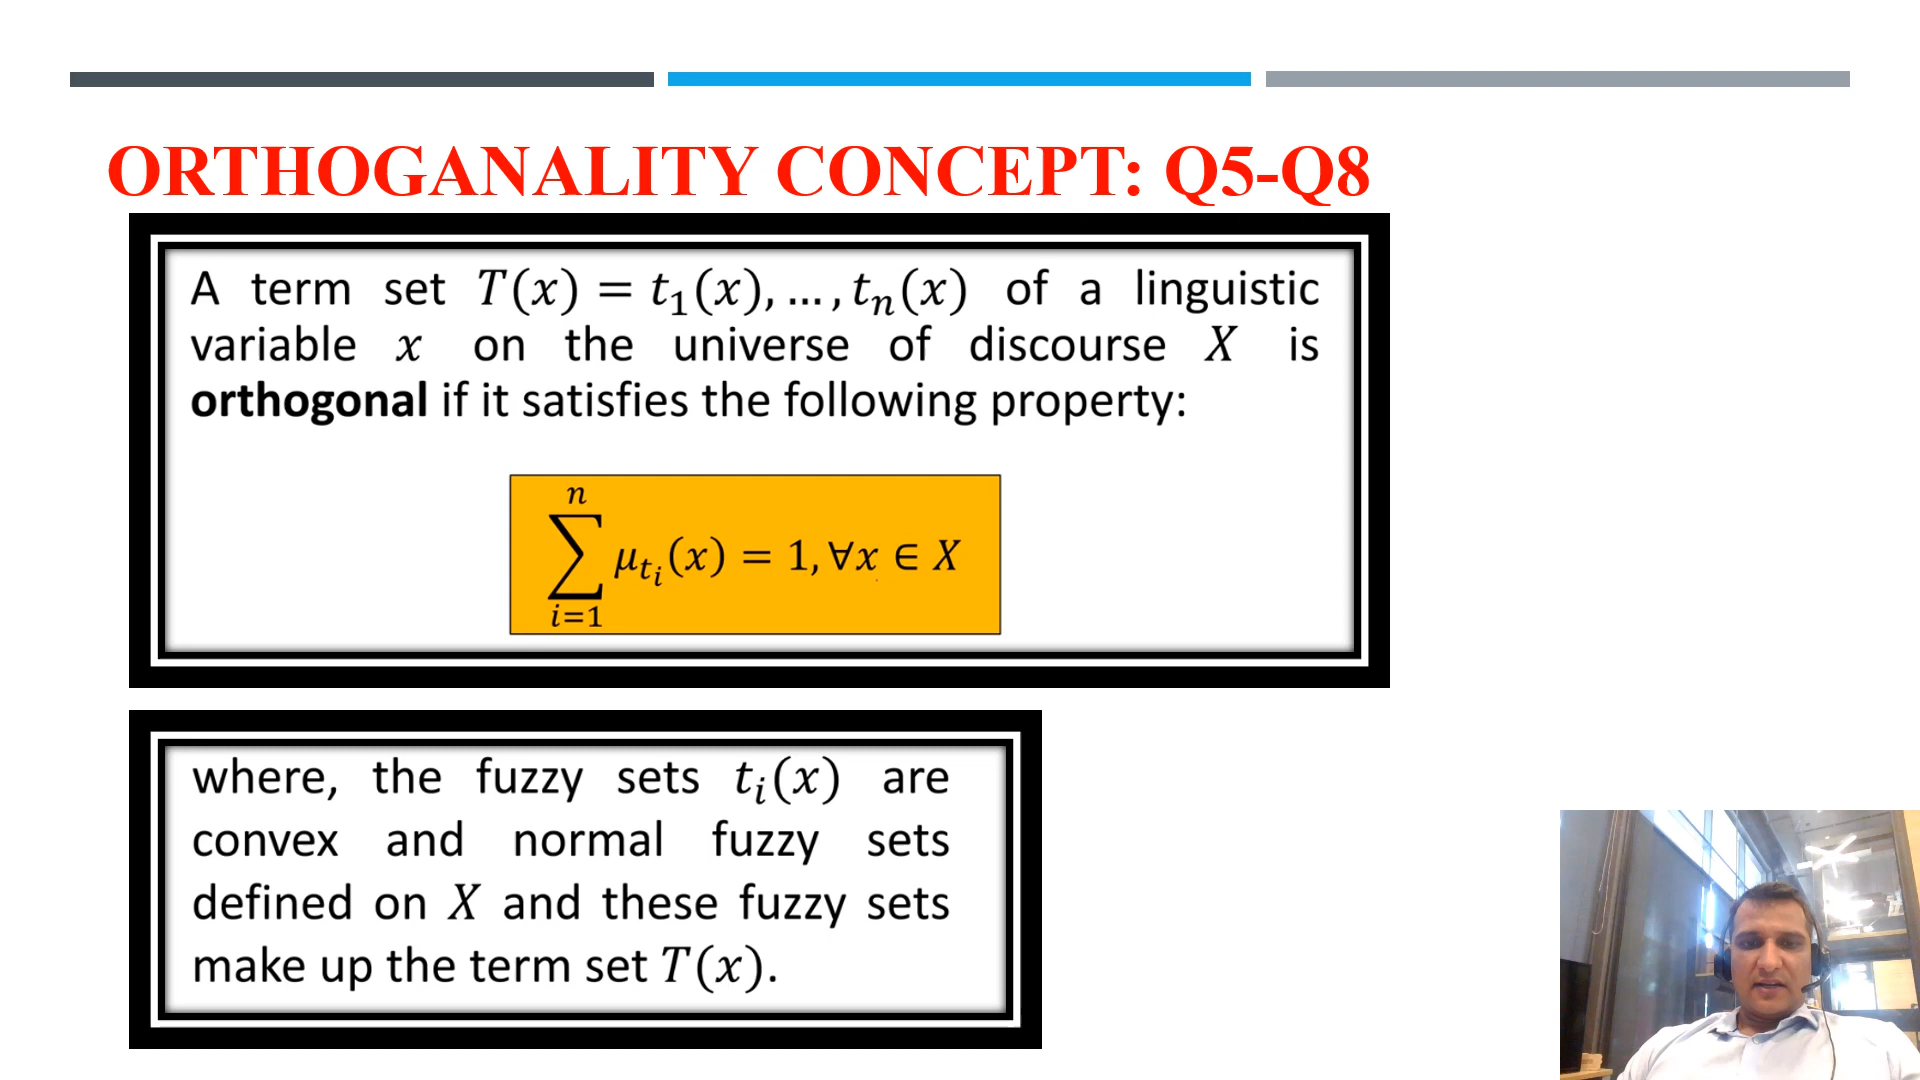 ORTHOGANALITY CONCEPT: Q5-Q8
A term set T(x) = t₁(x), … , tₙ(x) of a linguistic
variable x on the universe of discourse X is
orthogonal if it satisfies the following property:
∑ⁿᵢ₌₁ μ_{tᵢ}(x) = 1, ∀x ∈ X
where, the fuzzy sets tᵢ(x) are
convex and normal fuzzy sets
defined on X and these fuzzy sets
make up the term set T(x).